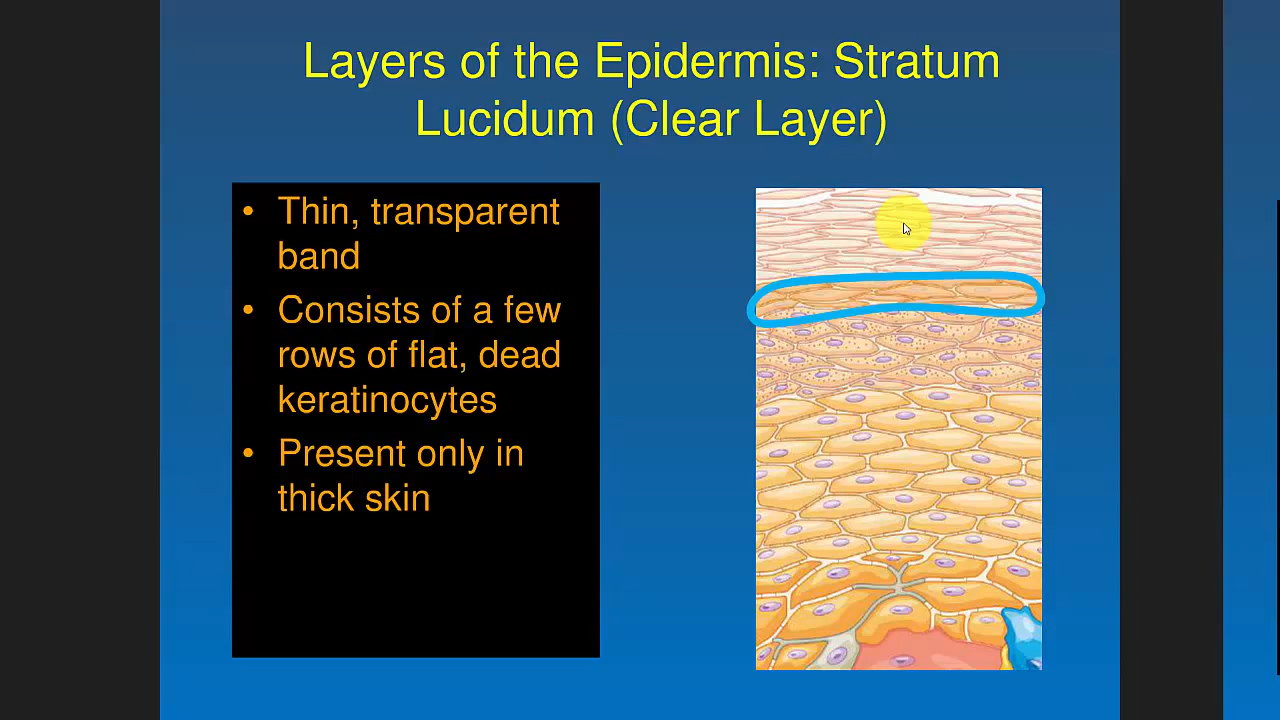 Layers of the Epidermis: Stratum
Lucidum (Clear Layer)
• Thin, transparent
band
• Consists of a few
rows of flat, dead
keratinocytes
• Present only in
thick skin